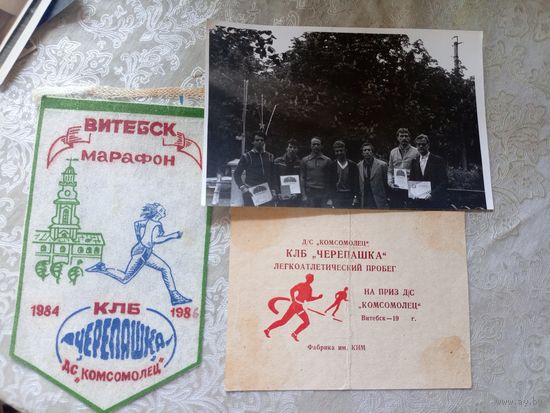 ВИТЕБСК
МАРАФОН
1984 КЛБ 1986
ЧЕРЕПАШКА
ДС „КОМСОМОЛЕЦ"
Д/С „КОМСОМОЛЕЦ"
КЛБ „ЧЕРЕПАШКА"
ЛЕГКОАТЛЕТИЧЕСКИЙ ПРОБЕГ
НА ПРИЗ Д/С
„КОМСОМОЛЕЦ"
Витебск—19 г.
Фабрика им. КИМ